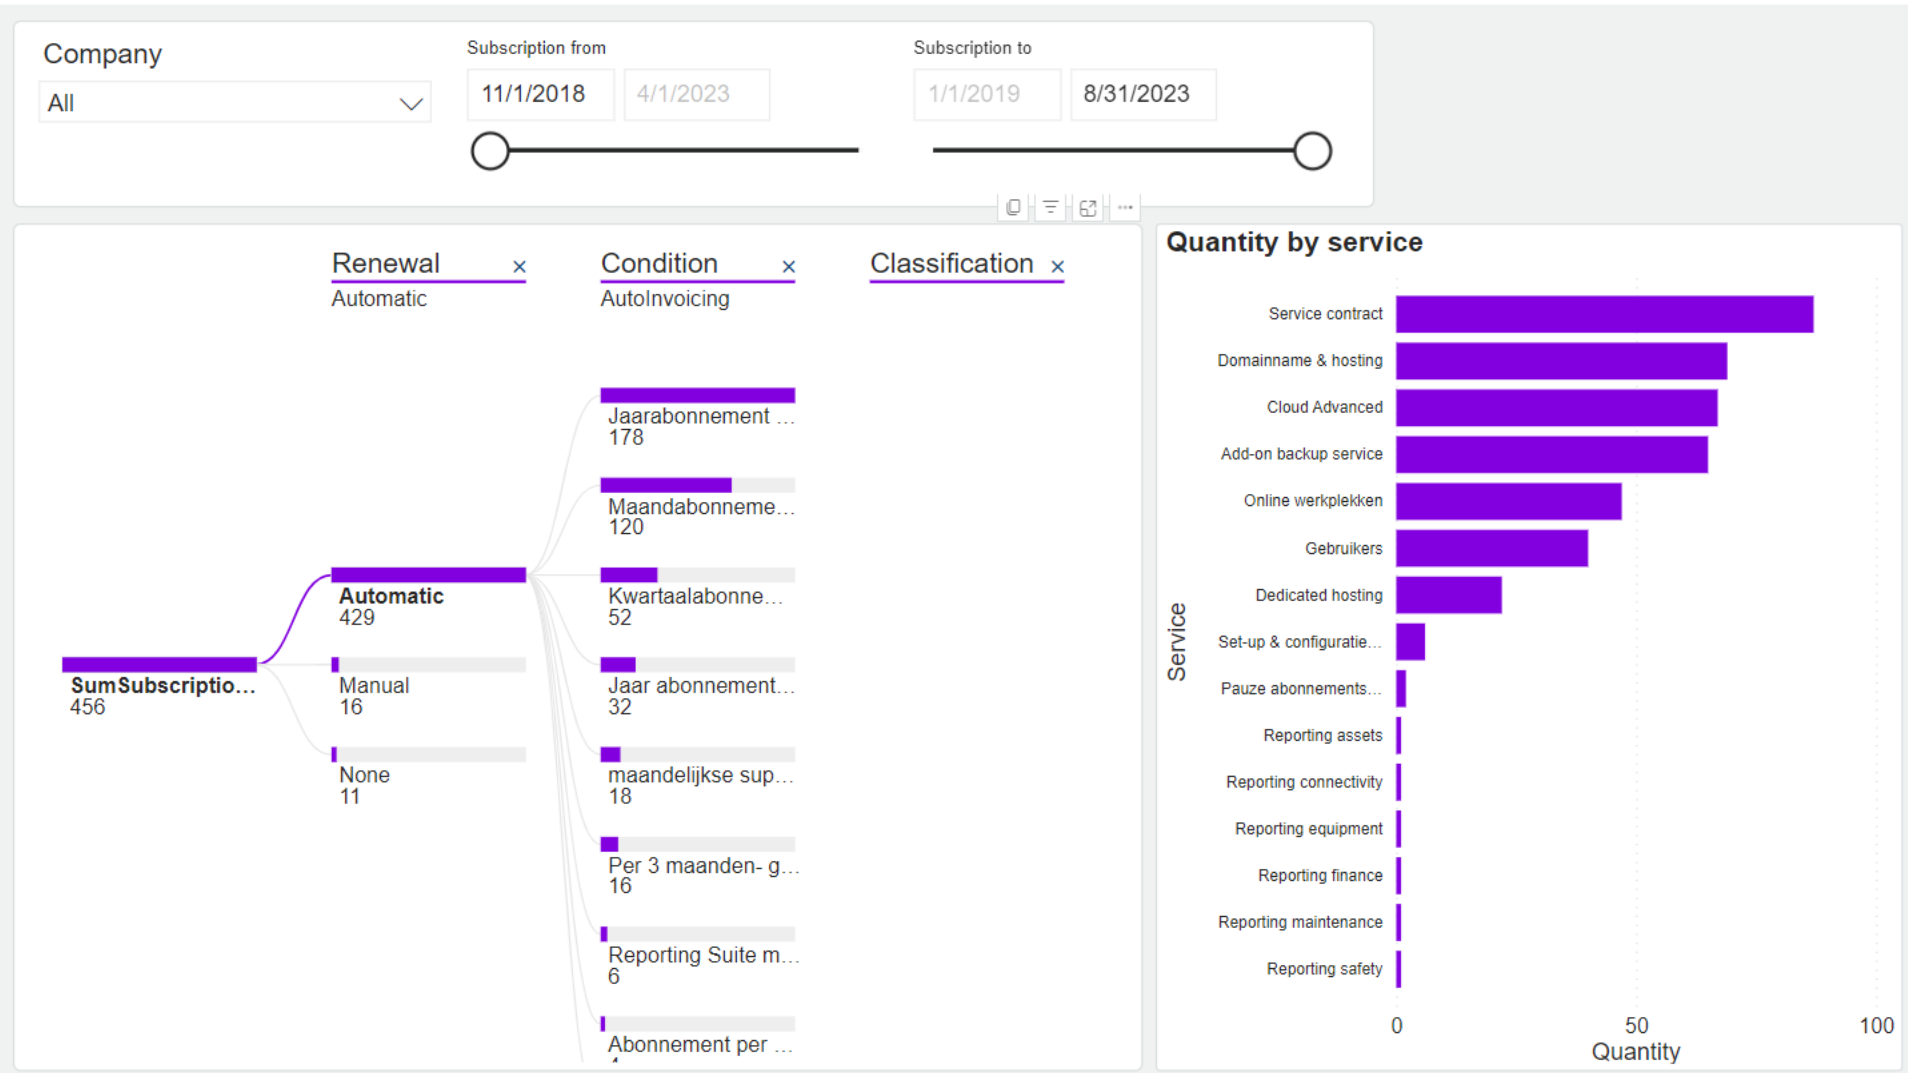 Company
All
Subscription from
11/1/2018
4/1/2023
Subscription to
1/1/2019
8/31/2023
Renewal
Automatic
Condition
AutoInvoicing
Classification
SumSubscriptio...
456
Automatic
429
Manual
16
None
11
Jaarabonnement ...
178
Maandabonneme...
120
Kwartaalabonne...
52
Jaar abonnement...
32
maandelijkse sup...
18
Per 3 maanden- g...
16
Reporting Suite m...
6
Abonnement per ...
Quantity by service
Service
Service contract
Domainname & hosting
Cloud Advanced
Add-on backup service
Online werkplekken
Gebruikers
Dedicated hosting
Set-up & configuratie...
Pauze abonnements...
Reporting assets
Reporting connectivity
Reporting equipment
Reporting finance
Reporting maintenance
Reporting safety
0
50
100
Quantity